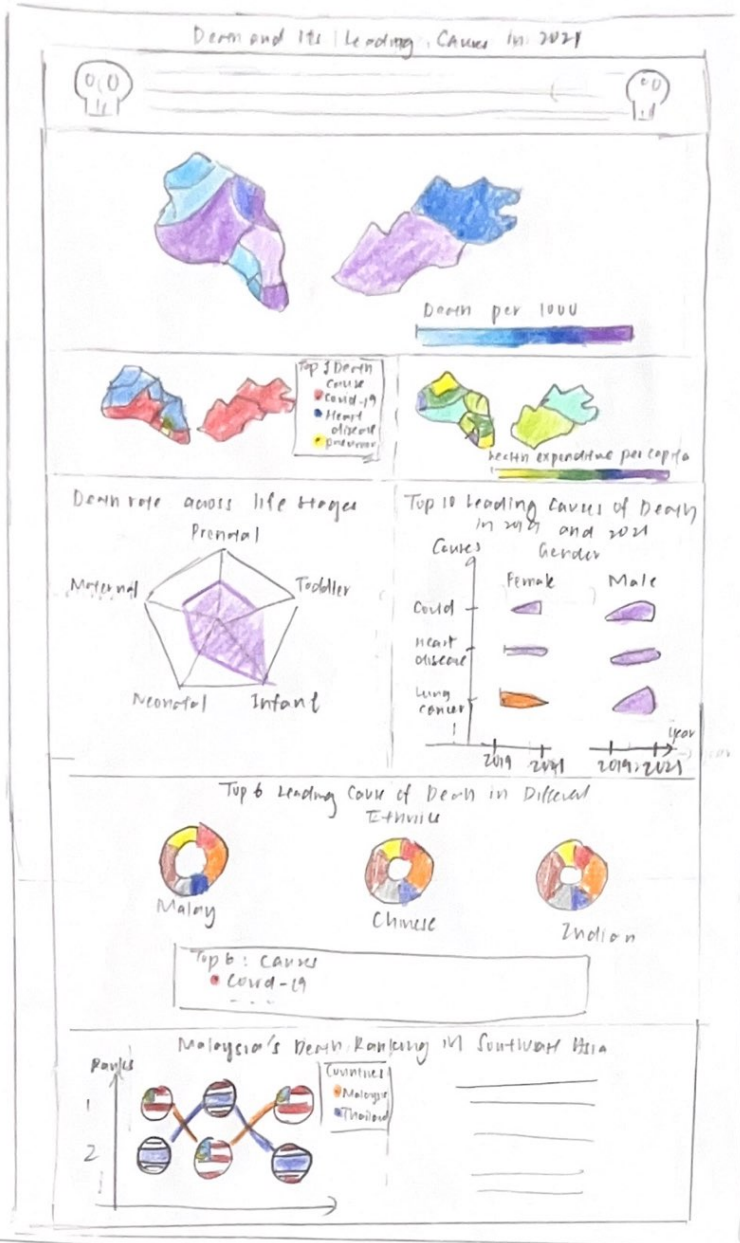 Death and Its Leading Causes in 2021
Death per 1000
Top 3 Death
cause
Covid-19
Heart
disease
pneumonia
health expenditure per capita
Death rate across life stages
Prenatal
Maternal
Toddler
Neonatal
Infant
Top 10 Leading Causes of Death
in 2019 and 2021
Causes
Gender
Female
Male
Covid
Heart
disease
Lung
cancer
year
2019
2021
2019
2021
Top 6 Leading Cause of Death in Different
Ethnics
Malay
Chinese
Indian
Top 6: Causes
Covid-19
Malaysia's Death Ranking in Southeast Asia
Ranks
1
2
Countries
Malaysia
Thailand